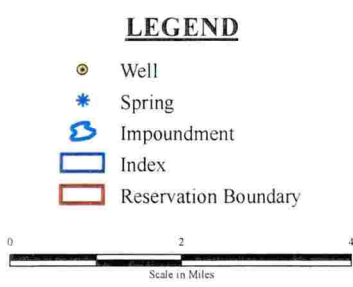 LEGEND
Well
Spring
Impoundment
Index
Reservation Boundary
0 2 4
Scale in Miles